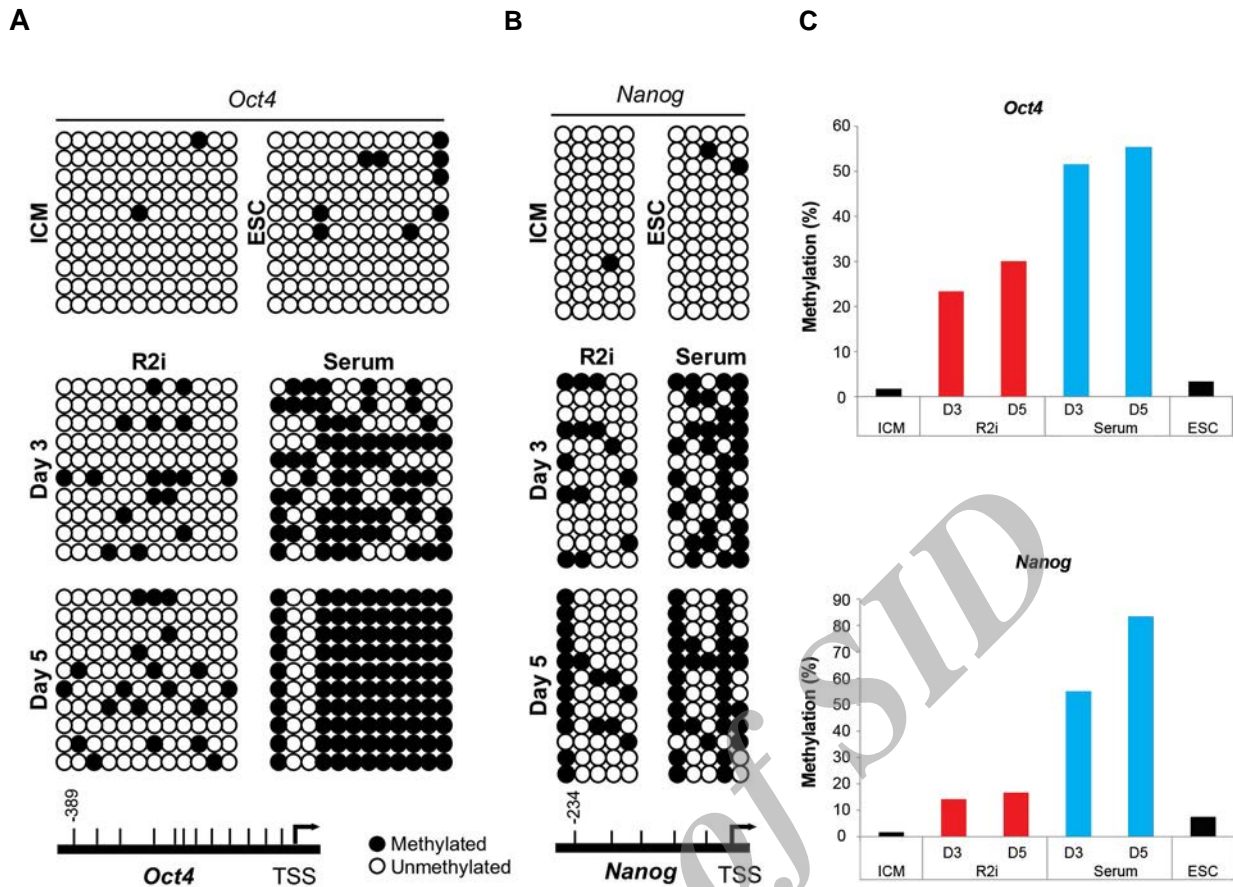 A
B
C
Oct4
ICM
ESC
R2i
Serum
Day 3
Day 5
-389
Oct4
TSS
Methylated
Unmethylated
Nanog
ICM
ESC
R2i
Serum
Day 3
Day 5
-234
Nanog
TSS
Oct4
Methylation (%)
60
50
40
30
20
10
0
D3
D5
D3
D5
ICM
R2i
Serum
ESC
Nanog
Methylation (%)
90
80
70
60
50
40
30
20
10
0
D3
D5
D3
D5
ICM
R2i
Serum
ESC
of SID